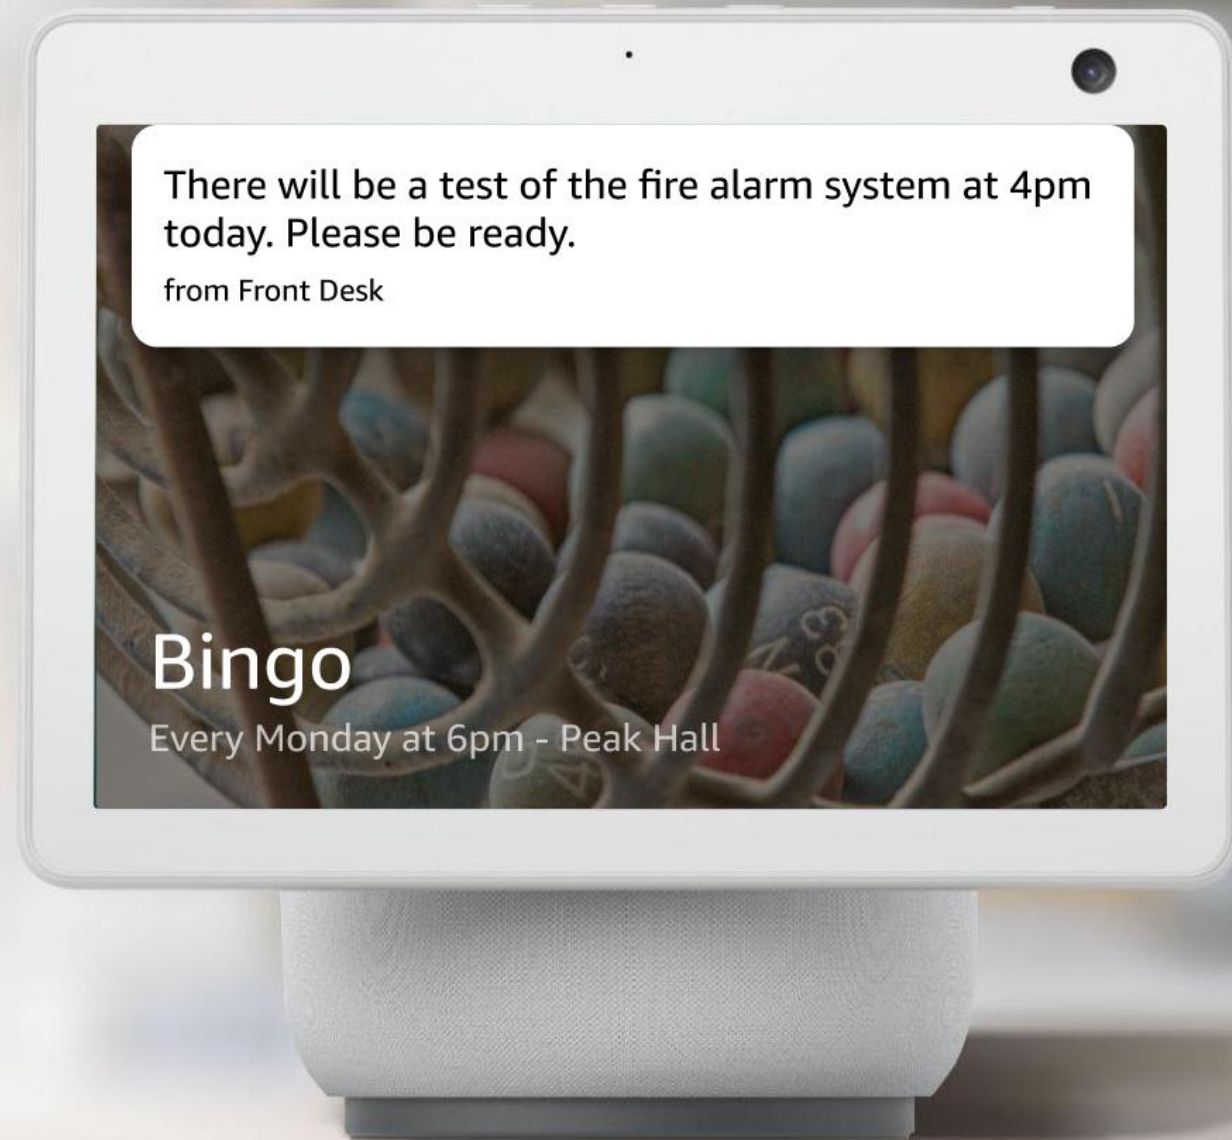 There will be a test of the fire alarm system at 4pm
today. Please be ready.
from Front Desk
Bingo
Every Monday at 6pm - Peak Hall